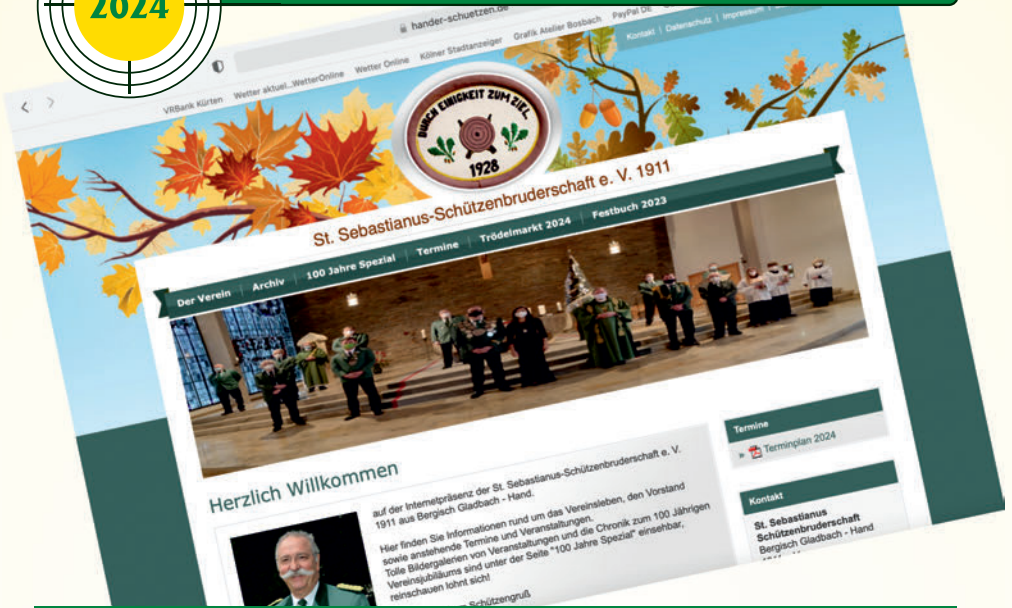 2024
hander-schuetzen.de
VRBank Kürten Wetter aktuel...WetterOnline Wetter Online Kölner Stadtanzeiger Grafik Atelier Bosbach PayPal DE
Kontakt | Datenschutz | Impressum |
DURCH EINIGKEIT ZUM ZIEL.
1928
St. Sebastianus-Schützenbruderschaft e. V. 1911
Der Verein | Archiv | 100 Jahre Spezial | Termine | Trödelmarkt 2024 | Festbuch 2023
Herzlich Willkommen
auf der Internetpräsenz der St. Sebastianus-Schützenbruderschaft e. V.
1911 aus Bergisch Gladbach - Hand.
Hier finden Sie Informationen rund um das Vereinsleben, den Vorstand
sowie anstehende Termine und Veranstaltungen.
Tolle Bildergalerien von Veranstaltungen und die Chronik zum 100 Jährigen
Vereinsjubiläums sind unter der Seite "100 Jahre Spezial" einsehbar,
reinschauen lohnt sich!
Schützengruß
Termine
» Terminplan 2024
Kontakt
St. Sebastianus
Schützenbruderschaft
Bergisch Gladbach - Hand